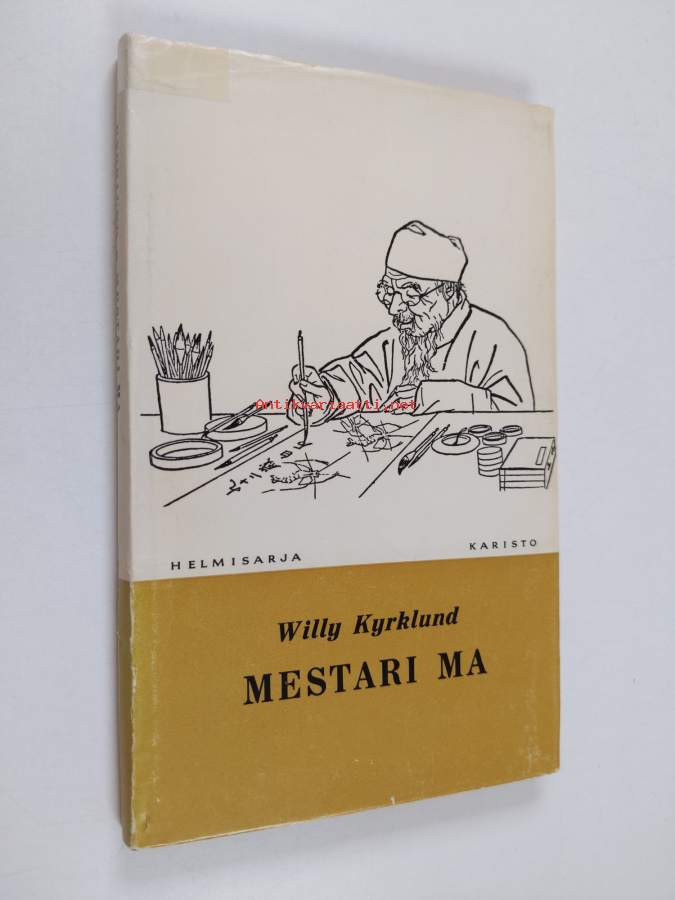 Antikvariaatti.net
HELMISARJA KARISTO
Willy Kyrklund
MESTARI MA